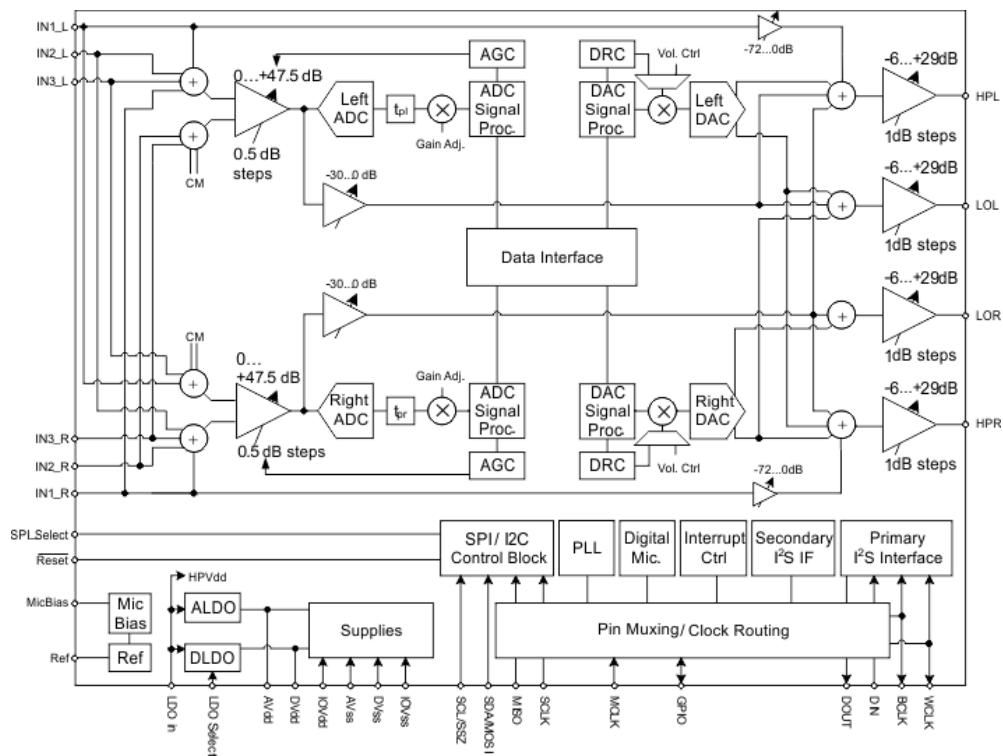 IN1_L
IN2_L
IN3_L
0…+47.5 dB
0.5 dB
steps
CM
Left
ADC
tpl
Gain Adj.
AGC
ADC
Signal
Proc.
DRC
DAC
Signal
Proc.
Vol. Ctrl
Left
DAC
-72...0dB
-6...+29dB
1dB steps
HPL
-30...0 dB
-6...+29dB
1dB steps
LOL
Data Interface
-30...0 dB
-6...+29dB
1dB steps
LOR
CM
0…
+47.5 dB
0.5 dB steps
Right
ADC
tpr
Gain Adj.
ADC
Signal
Proc.
AGC
DAC
Signal
Proc.
DRC
Vol. Ctrl
Right
DAC
-6...+29dB
1dB steps
HPR
-72...0dB
IN3_R
IN2_R
IN1_R
SPI_Select
Reset
MicBias
Ref
SPI / I2C
Control Block
PLL
Digital
Mic.
Interrupt
Ctrl
Secondary
I²S IF
Primary
I²S Interface
HPVdd
Mic
Bias
Ref
ALDO
DLDO
Supplies
Pin Muxing/ Clock Routing
LDO in
LDO Select
AVdd
DVdd
IOVdd
AVss
DVss
IOVss
SCL/SSZ
SDA/MOSI
MISO
SCLK
MCLK
GPIO
DOUT
DIN
BCLK
WCLK